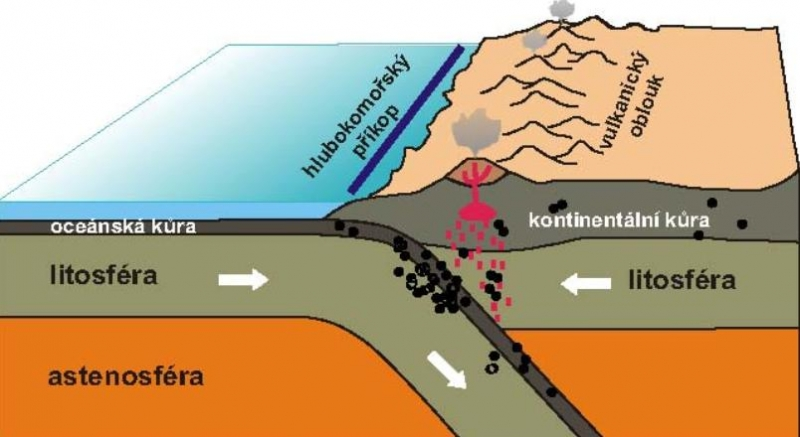 hlubokomořský
příkop
vulkanický
oblouk
oceánská kůra
kontinentální kůra
litosféra
litosféra
astenosféra